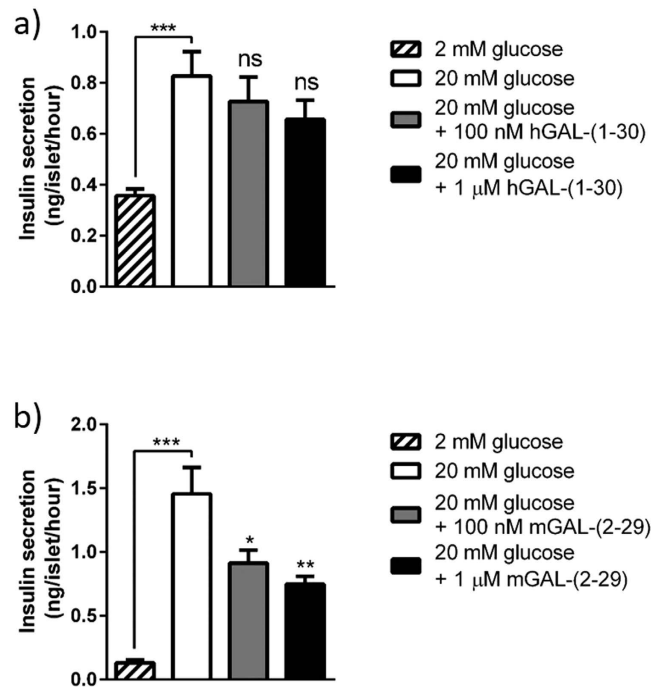 a)
Insulin secretion
(ng/islet/hour)
1.0
0.8
0.6
0.4
0.2
0.0
***
ns
ns
2 mM glucose
20 mM glucose
20 mM glucose
+ 100 nM hGAL-(1-30)
20 mM glucose
+ 1 μM hGAL-(1-30)
b)
Insulin secretion
(ng/islet/hour)
2.0
1.5
1.0
0.5
0.0
***
*
**
2 mM glucose
20 mM glucose
20 mM glucose
+ 100 nM mGAL-(2-29)
20 mM glucose
+ 1 μM mGAL-(2-29)